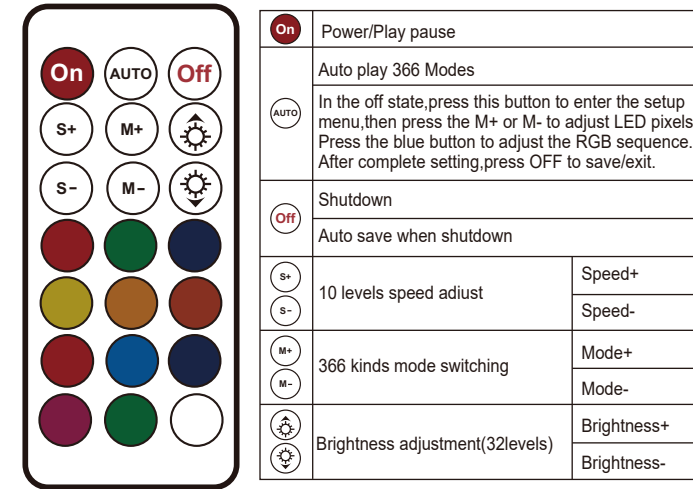 On AUTO Off
S+ M+
S- M-
On Power/Play pause
Auto play 366 Modes
AUTO
In the off state,press this button to enter the setup
menu,then press the M+ or M- to adjust LED pixels
Press the blue button to adjust the RGB sequence.
After complete setting,press OFF to save/exit.
Off
Shutdown
Auto save when shutdown
S+
S-
10 levels speed adiust
Speed+
Speed-
M+
M-
366 kinds mode switching
Mode+
Mode-
Brightness adjustment(32levels)
Brightness+
Brightness-